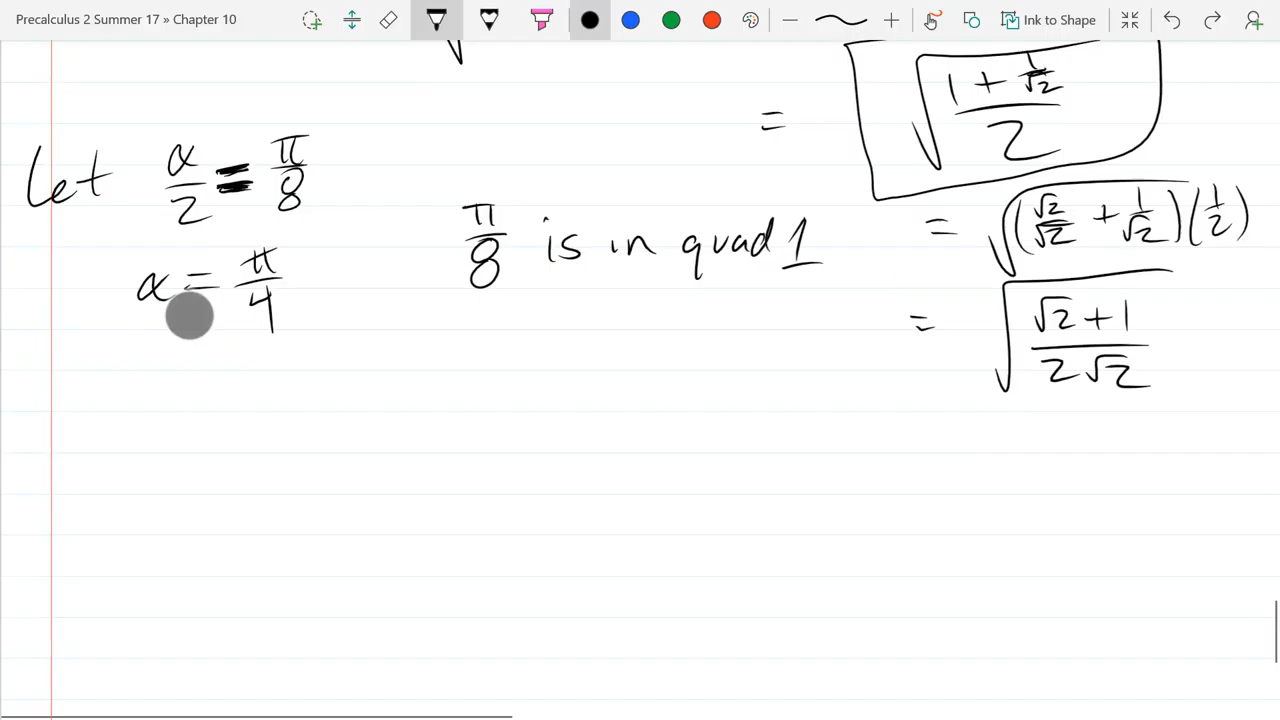 Precalculus 2 Summer 17 » Chapter 10
Ink to Shape
= √((1 + 1/√2)/2)
Let α/2 = π/8
π/8 is in quad 1
= √((√2/√2 + 1/√2)(1/2))
α = π/4
= √((√2 + 1)/(2√2))